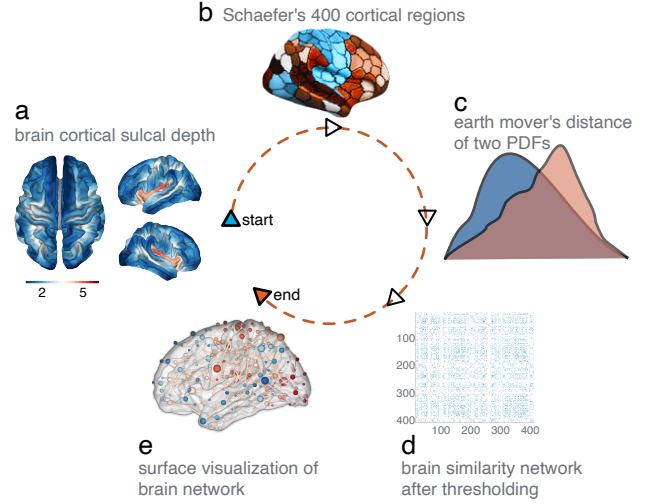 b Schaefer's 400 cortical regions
a
brain cortical sulcal depth
c
earth mover's distance
of two PDFs
start
2 5
end
100
200
300
400
100 200 300 400
e
surface visualization of
brain network
d
brain similarity network
after thresholding